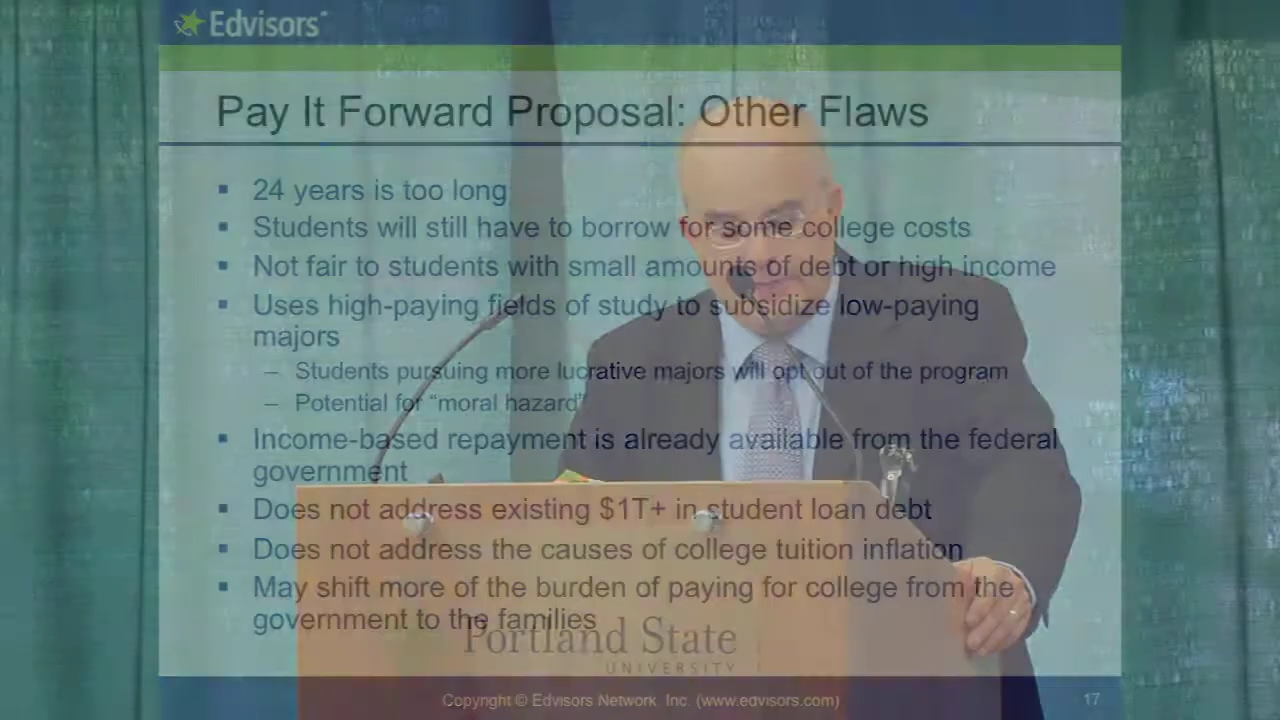 Edvisors
Pay It Forward Proposal: Other Flaws
▪ 24 years is too long
▪ Students will still have to borrow for some college costs
▪ Not fair to students with small amounts of debt or high income
▪ Uses high-paying fields of study to subsidize low-paying
majors
– Students pursuing more lucrative majors will opt out of the program
– Potential for “moral hazard”
▪ Income-based repayment is already available from the federal
government
▪ Does not address existing $1T+ in student loan debt
▪ Does not address the causes of college tuition inflation
▪ May shift more of the burden of paying for college from the
government to the families
Portland State
UNIVERSITY
Copyright © Edvisors Network, Inc. (www.edvisors.com)
17